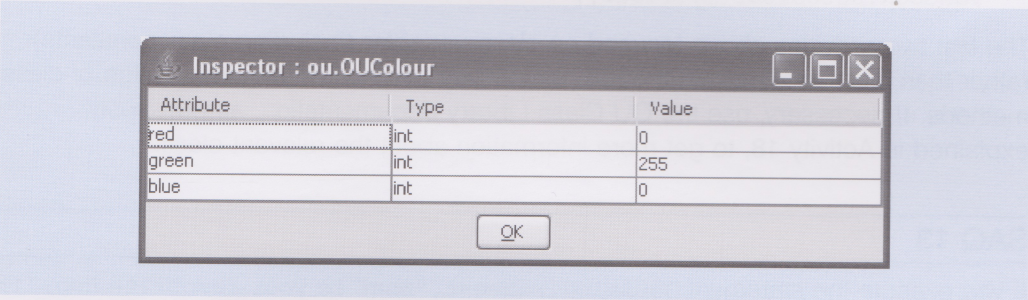 Inspector : ou.OUColour
Attribute Type Value
red int 0
green int 255
blue int 0
OK